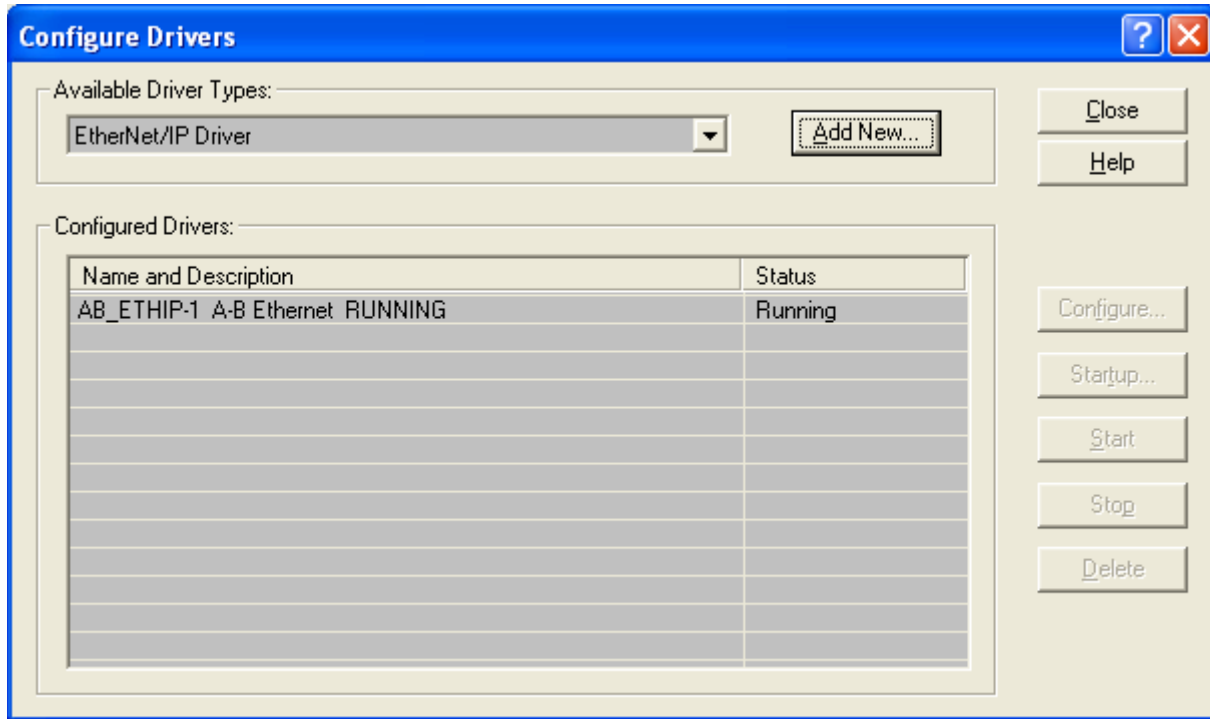 Configure Drivers
Available Driver Types:
EtherNet/IP Driver
Add New...
Close
Help
Configured Drivers:
Name and Description Status
AB_ETHIP-1 A-B Ethernet RUNNING Running
Configure...
Startup...
Start
Stop
Delete